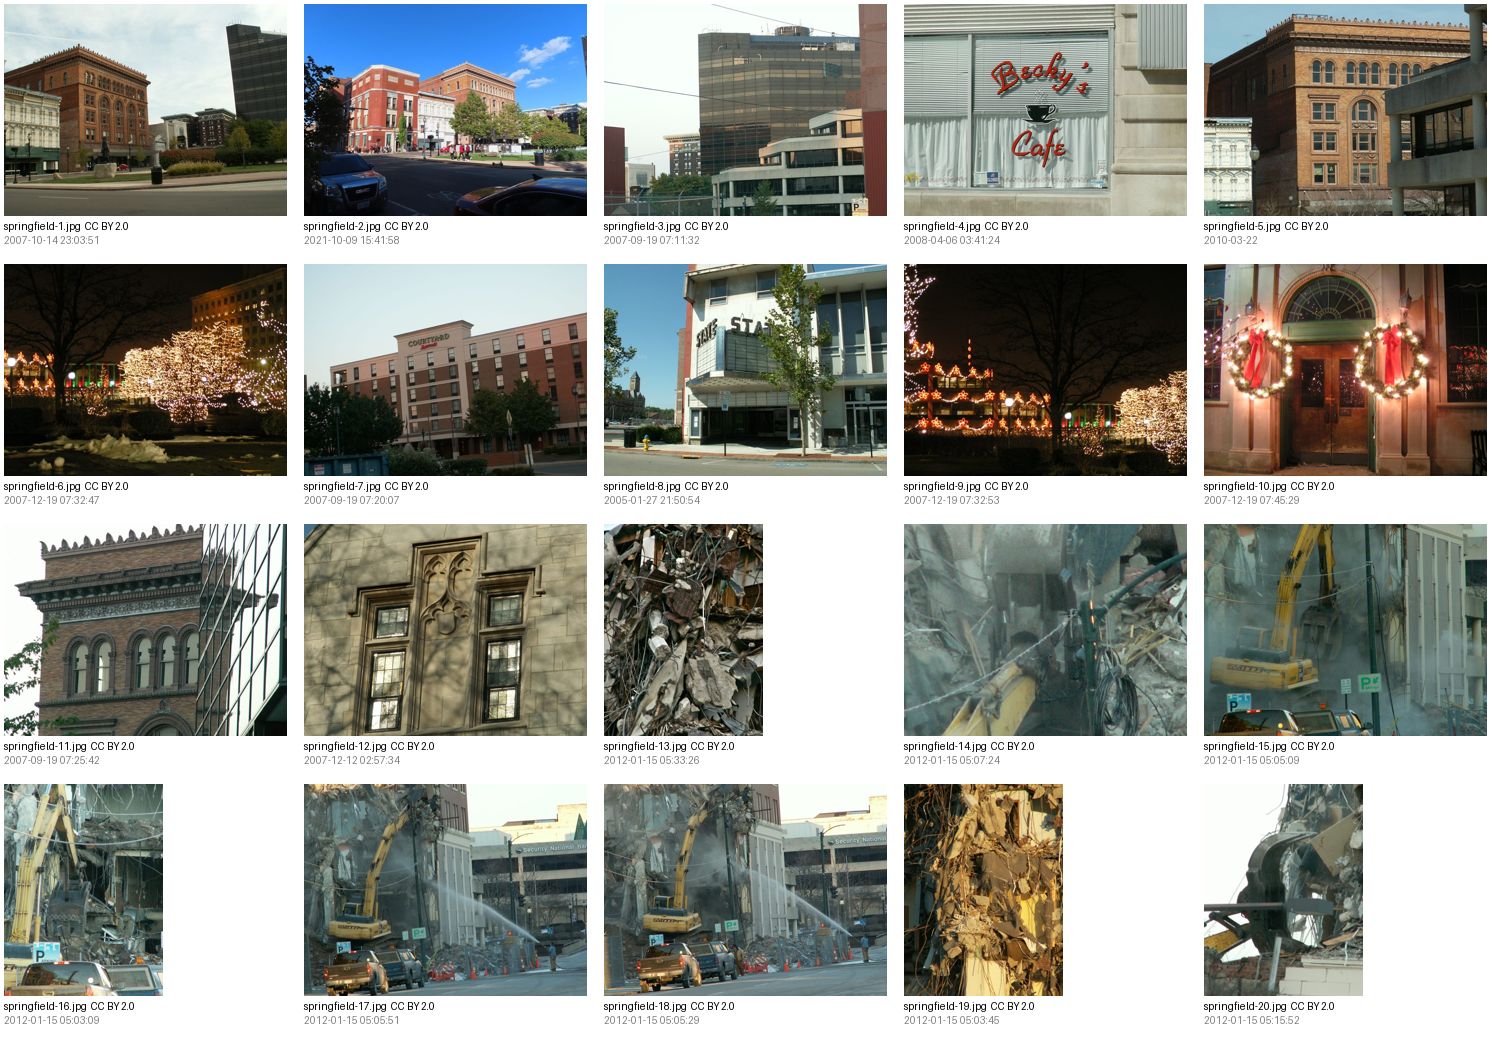 Becky's
Cafe
P
springfield-1.jpg CC BY 2.0
springfield-2.jpg CC BY 2.0
springfield-3.jpg CC BY 2.0
springfield-4.jpg CC BY 2.0
springfield-5.jpg CC BY 2.0
2007-10-14 23:03:51
2021-10-09 15:41:58
2007-09-19 07:11:32
2008-04-06 03:41:24
2010-03-22
COURTYARD
Marriott
STATE STAT
springfield-6.jpg CC BY 2.0
springfield-7.jpg CC BY 2.0
springfield-8.jpg CC BY 2.0
springfield-9.jpg CC BY 2.0
springfield-10.jpg CC BY 2.0
2007-12-19 07:32:47
2007-09-19 07:20:07
2005-01-27 21:50:54
2007-12-19 07:32:53
2007-12-19 07:45:29
P
P
springfield-11.jpg CC BY 2.0
springfield-12.jpg CC BY 2.0
springfield-13.jpg CC BY 2.0
springfield-14.jpg CC BY 2.0
springfield-15.jpg CC BY 2.0
2007-09-19 07:25:42
2007-12-12 02:57:34
2012-01-15 05:33:26
2012-01-15 05:07:24
2012-01-15 05:05:09
Security National Ban
Security National
P
P
P
P
P
springfield-16.jpg CC BY 2.0
springfield-17.jpg CC BY 2.0
springfield-18.jpg CC BY 2.0
springfield-19.jpg CC BY 2.0
springfield-20.jpg CC BY 2.0
2012-01-15 05:03:09
2012-01-15 05:05:51
2012-01-15 05:05:29
2012-01-15 05:03:45
2012-01-15 05:15:52